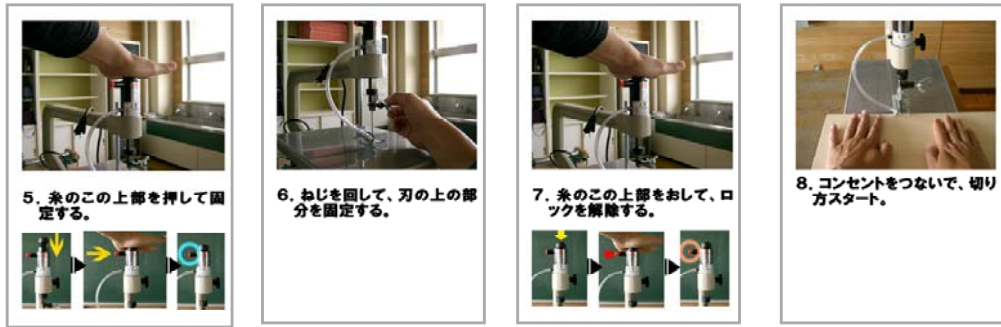 5. 糸のこの上部を押して固
定する。
6. ねじを回して、刃の上の部
分を固定する。
7. 糸のこの上部をおして、ロ
ックを解除する。
8. コンセントをつないで、切り
方スタート。